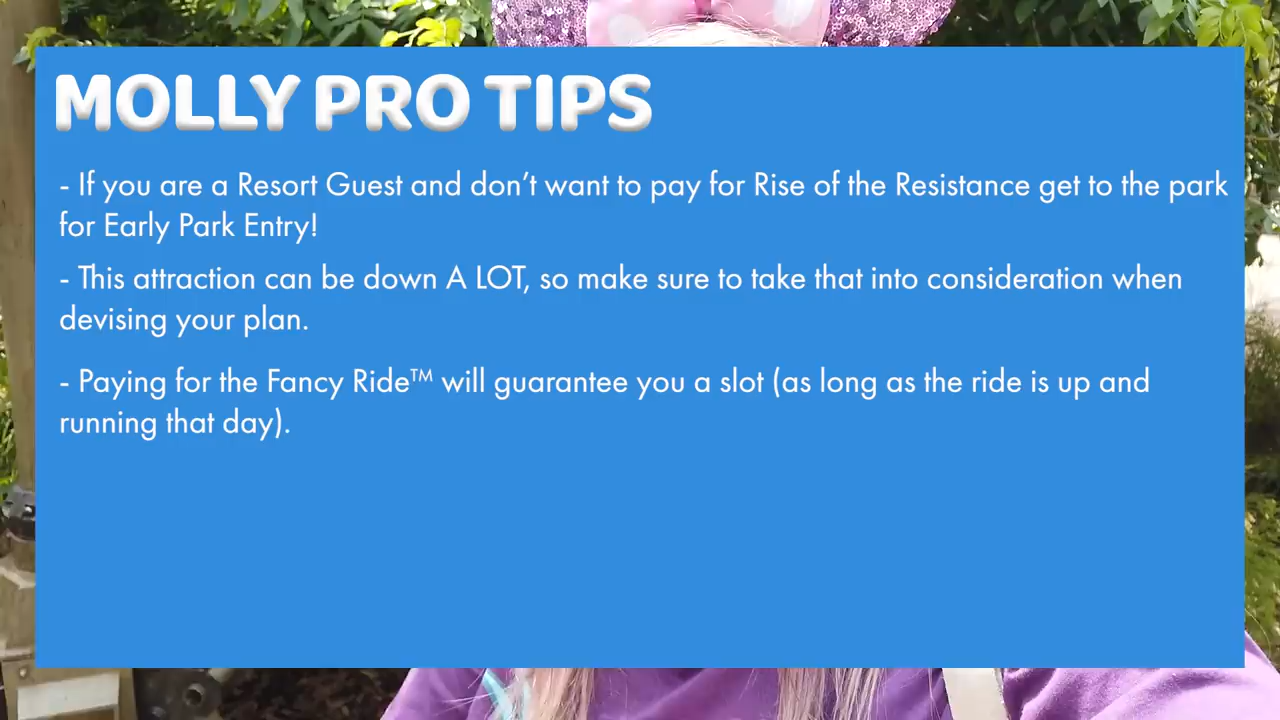 MOLLY PRO TIPS
- If you are a Resort Guest and don’t want to pay for Rise of the Resistance get to the park
for Early Park Entry!
- This attraction can be down A LOT, so make sure to take that into consideration when
devising your plan.
- Paying for the Fancy Ride™ will guarantee you a slot (as long as the ride is up and
running that day).